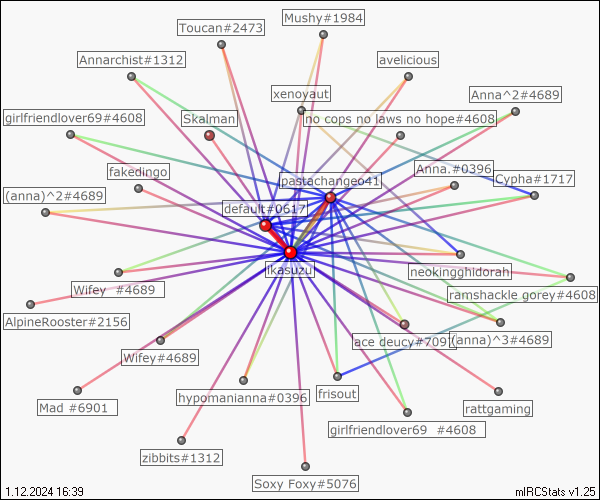 Mushy#1984
Toucan#2473
Annarchist#1312
avelicious
xenoyaut
Anna^2#4689
girlfriendlover69#4608
Skalman
no cops no laws no hope#4608
fakedingo
pastachangeo41
Anna.#0396
Cypha#1717
(anna)^2#4689
default#0617
ikasuzu
neokingghidorah
Wifey #4689
ramshackle gorey#4608
AlpineRooster#2156
ace deucy#7097
(anna)^3#4689
Wifey#4689
hypomanianna#0396
frisout
rattgaming
Mad #6901
girlfriendlover69 #4608
zibbits#1312
Soxy Foxy#5076
1.12.2024 16:39
mIRCStats v1.25